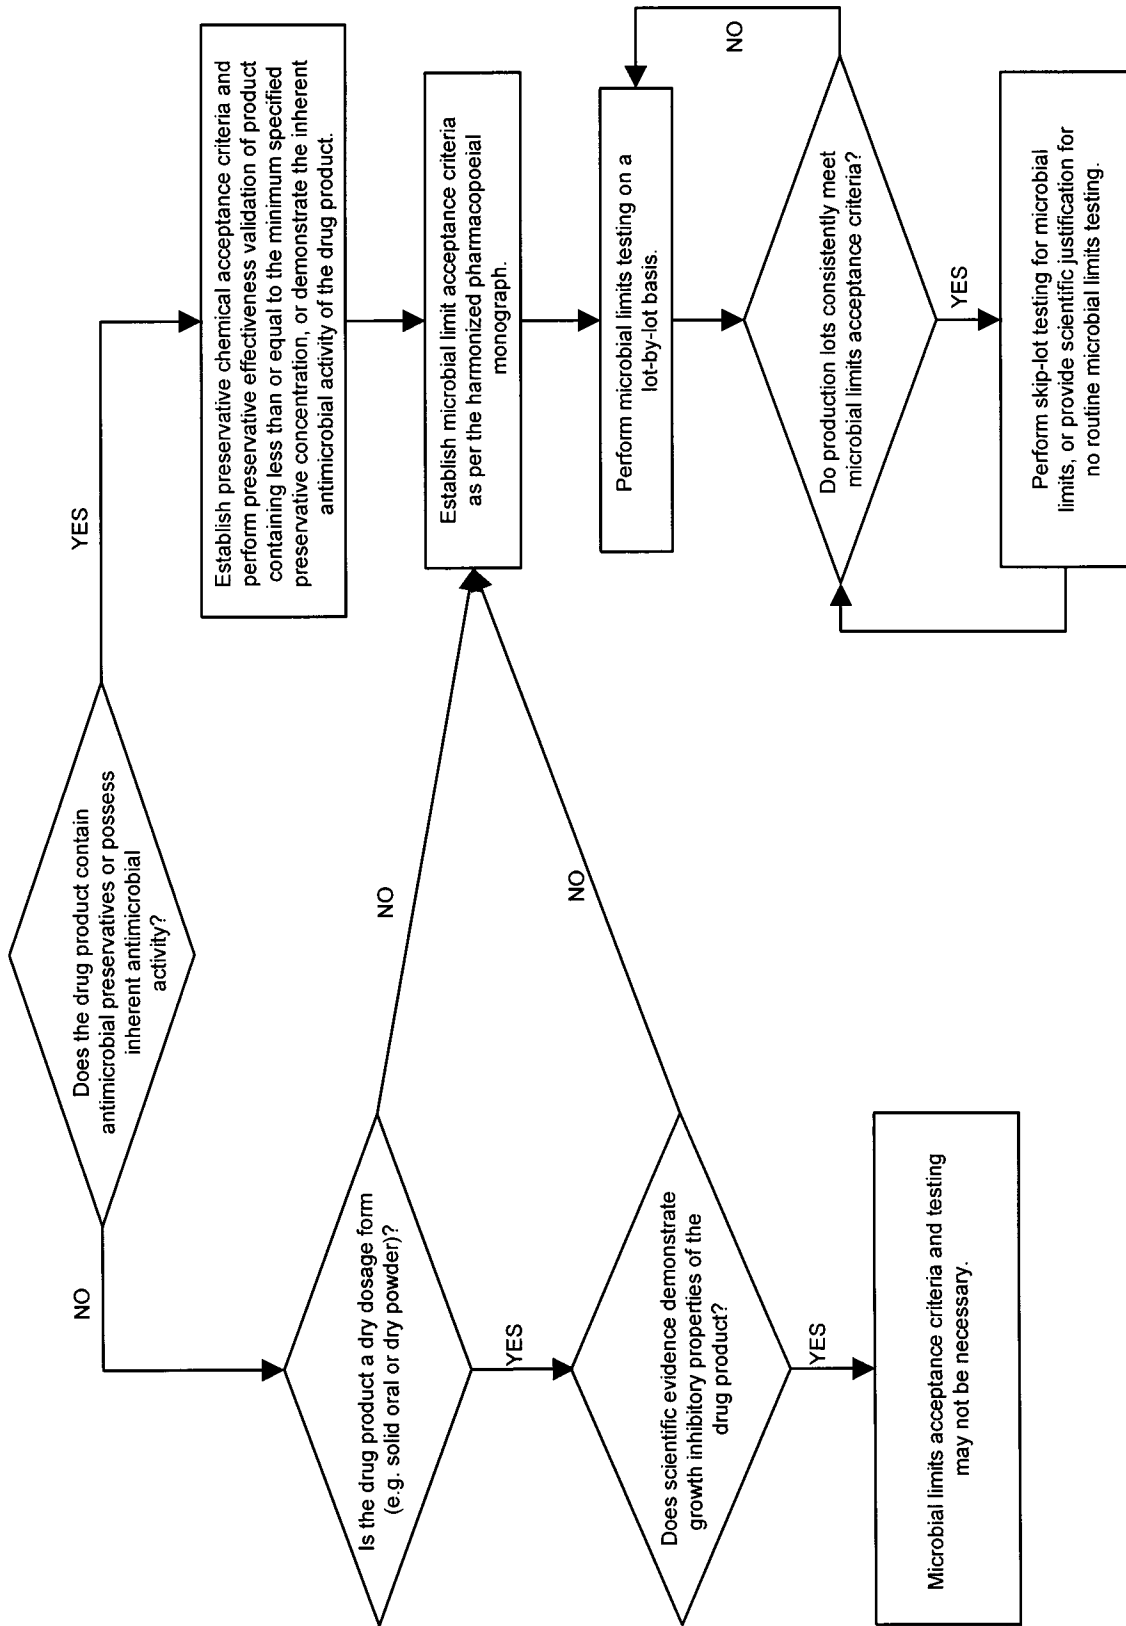 Does the drug product contain
antimicrobial preservatives or possess
inherent antimicrobial
activity?
NO
YES
Establish preservative chemical acceptance criteria and
perform preservative effectiveness validation of product
containing less than or equal to the minimum specified
preservative concentration, or demonstrate the inherent
antimicrobial activity of the drug product.
Is the drug product a dry dosage form
(e.g. solid oral or dry powder)?
NO
YES
Establish microbial limit acceptance criteria
as per the harmonized pharmacopoeial
monograph.
Does scientific evidence demonstrate
growth inhibitory properties of the
drug product?
NO
YES
Perform microbial limits testing on a
lot-by-lot basis.
Do production lots consistently meet
microbial limits acceptance criteria?
NO
YES
Microbial limits acceptance criteria and testing
may not be necessary.
Perform skip-lot testing for microbial
limits, or provide scientific justification for
no routine microbial limits testing.